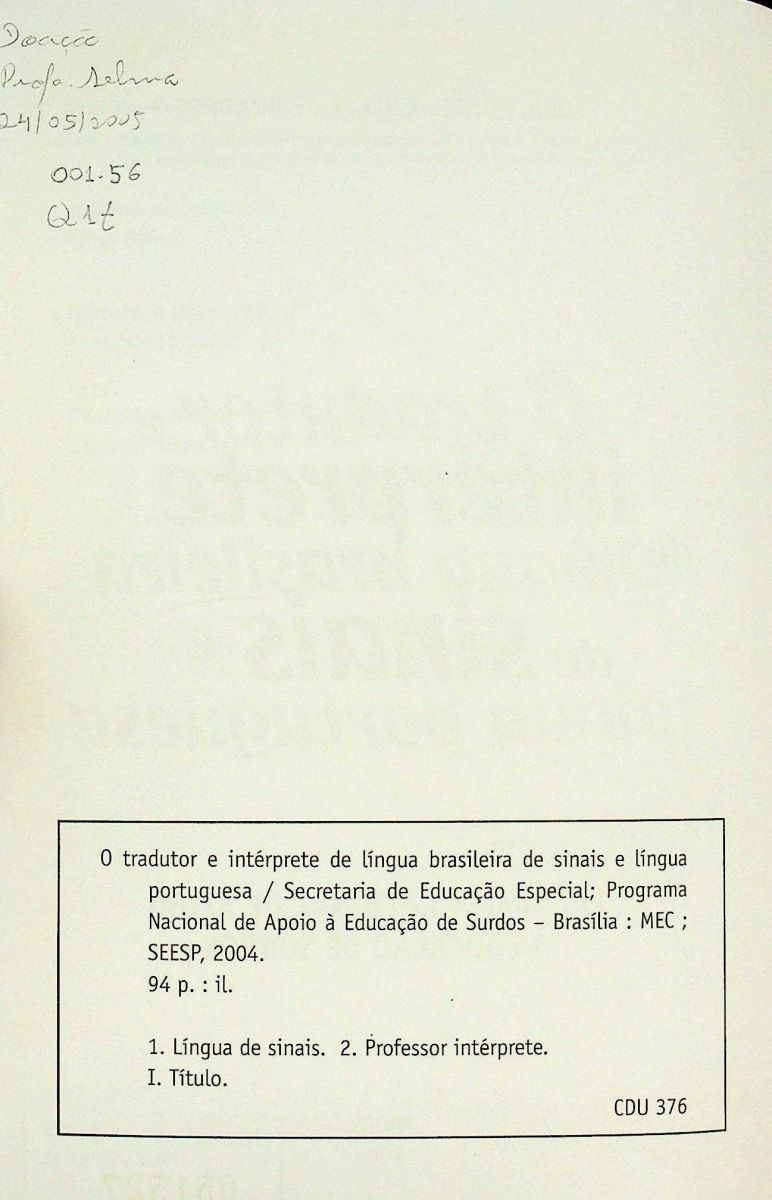 Doação
Profa. Selma
24/05/2005
001.56
Q1t
O tradutor e intérprete de língua brasileira de sinais e língua
portuguesa / Secretaria de Educação Especial; Programa
Nacional de Apoio à Educação de Surdos – Brasília : MEC ;
SEESP, 2004.
94 p. : il.
1. Língua de sinais. 2. Professor intérprete.
I. Título.
CDU 376